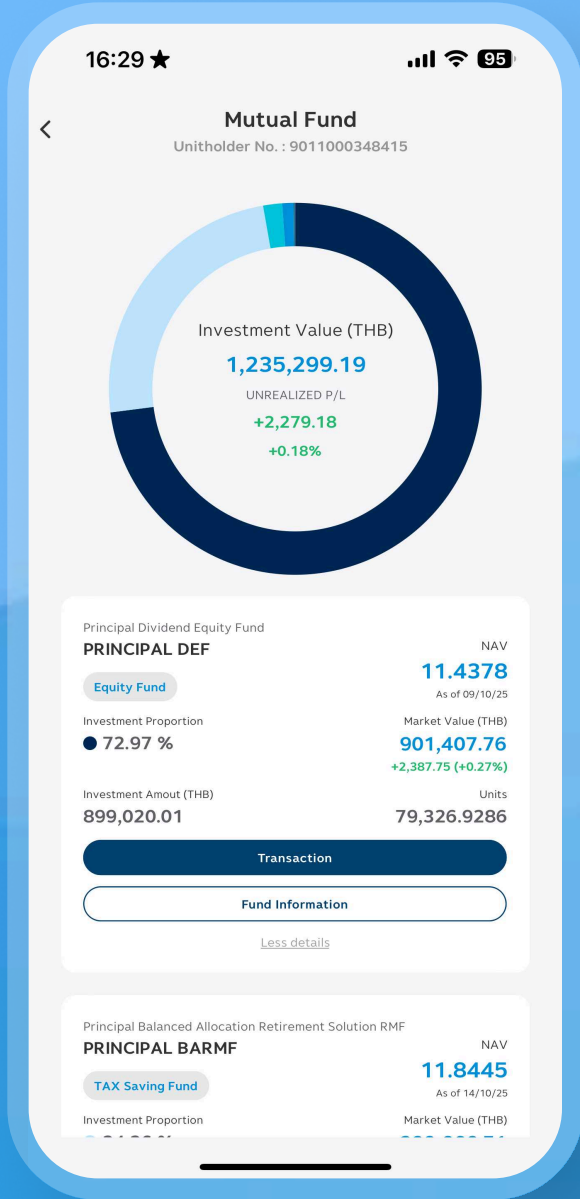 16:29 ★
95
Mutual Fund
Unitholder No. : 9011000348415
Investment Value (THB)
1,235,299.19
UNREALIZED P/L
+2,279.18
+0.18%
Principal Dividend Equity Fund
PRINCIPAL DEF
NAV
11.4378
Equity Fund
As of 09/10/25
Investment Proportion
Market Value (THB)
72.97 %
901,407.76
+2,387.75 (+0.27%)
Investment Amout (THB)
Units
899,020.01
79,326.9286
Transaction
Fund Information
Less details
Principal Balanced Allocation Retirement Solution RMF
PRINCIPAL BARMF
NAV
11.8445
TAX Saving Fund
As of 14/10/25
Investment Proportion
Market Value (THB)